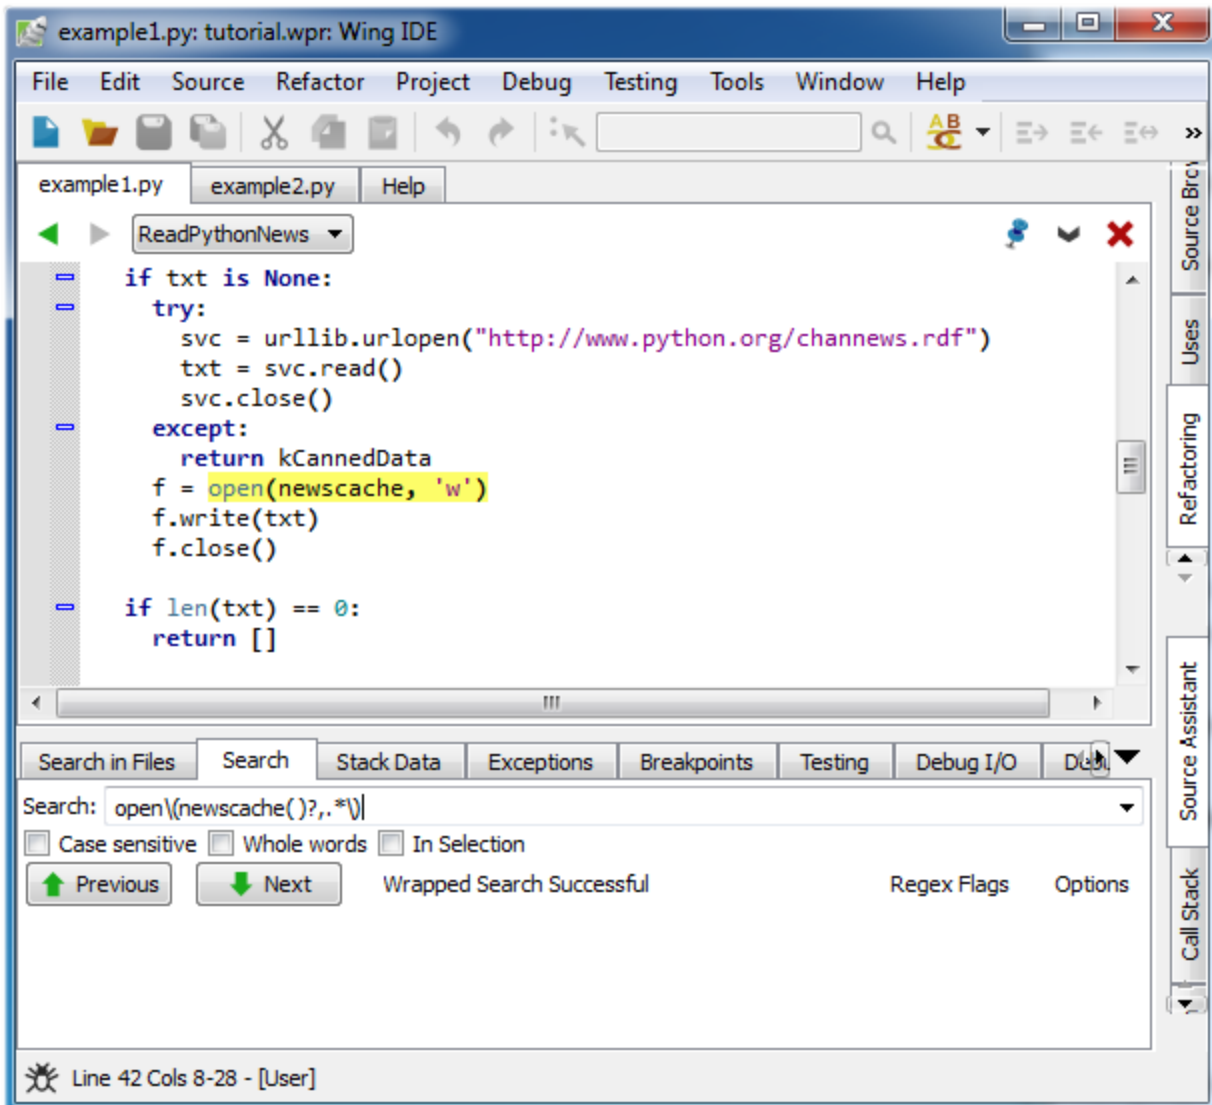 example1.py: tutorial.wpr: Wing IDE
File Edit Source Refactor Project Debug Testing Tools Window Help
example1.py example2.py Help
ReadPythonNews
if txt is None:
try:
svc = urllib.urlopen("http://www.python.org/channews.rdf")
txt = svc.read()
svc.close()
except:
return kCannedData
f = open(newscache, 'w')
f.write(txt)
f.close()
if len(txt) == 0:
return []
Source Brow
Uses
Refactoring
Source Assistant
Call Stack
Search in Files Search Stack Data Exceptions Breakpoints Testing Debug I/O
Search: open\(newscache()?,.*\)
Case sensitive Whole words In Selection
Previous Next Wrapped Search Successful Regex Flags Options
Line 42 Cols 8-28 - [User]